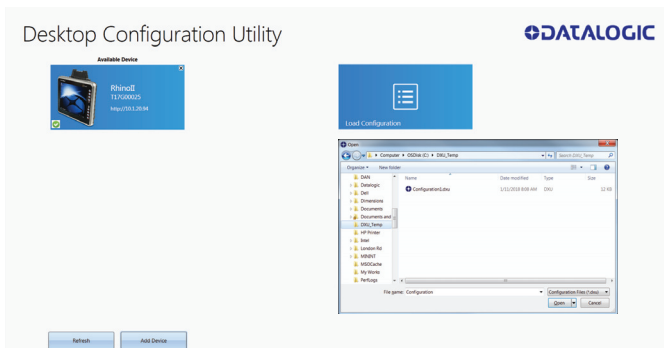 Desktop Configuration Utility
DATALOGIC
Available Device
RhinoII
T17G00025
http://10.1.20.94
Load Configuration
Open
Computer OSDisk (C:) DXU_Temp
Search DXU_Temp
Organize New folder
Name Date modified Type Size
DAN
Datalogic
Dell
Dimensions
Documents
Documents and
DXU_Temp
HP Printer
Intel
London Rd
MININT
MSOCache
My Works
Perflogs
Configuration1.dxu 1/11/2018 8:08 AM DXU 12 KB
File name: Configuration
Configuration Files (*.dxu)
Open Cancel
Refresh Add Device